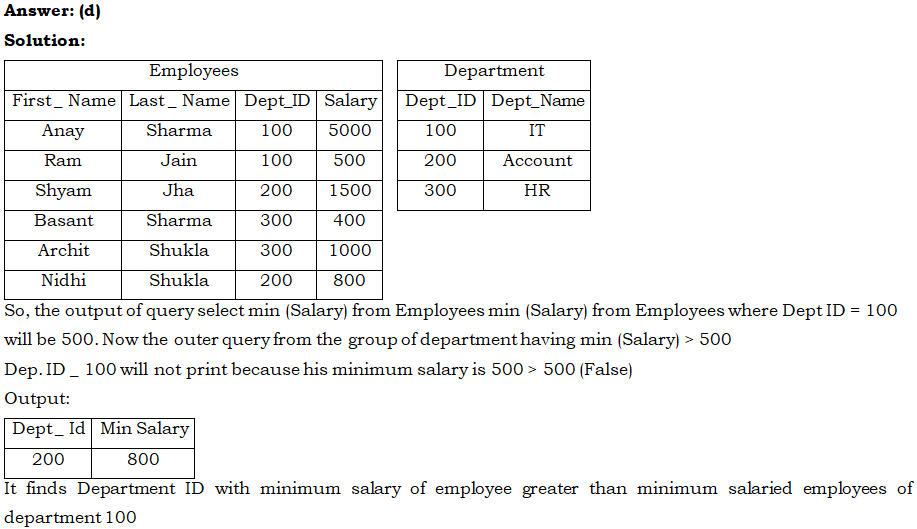 Answer: (d)
Solution:
Employees
First_ Name Last_ Name Dept_ID Salary
Anay Sharma 100 5000
Ram Jain 100 500
Shyam Jha 200 1500
Basant Sharma 300 400
Archit Shukla 300 1000
Nidhi Shukla 200 800
Department
Dept_ID Dept_Name
100 IT
200 Account
300 HR
So, the output of query select min (Salary) from Employees min (Salary) from Employees where Dept ID = 100
will be 500. Now the outer query from the group of department having min (Salary) > 500
Dep. ID _ 100 will not print because his minimum salary is 500 > 500 (False)
Output:
Dept_ Id Min Salary
200 800
It finds Department ID with minimum salary of employee greater than minimum salaried employees of
department 100